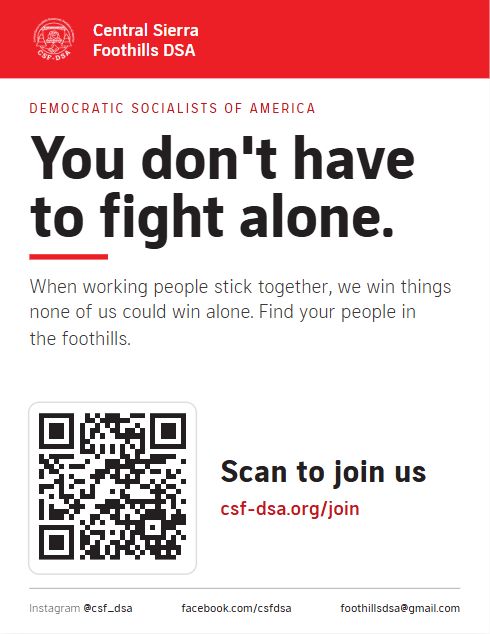 CSF-DSA
Central Sierra
Foothills DSA
DEMOCRATIC SOCIALISTS OF AMERICA
You don't have
to fight alone.
When working people stick together, we win things
none of us could win alone. Find your people in
the foothills.
Scan to join us
csf-dsa.org/join
Instagram @csf_dsa facebook.com/csfdsa foothillsdsa@gmail.com